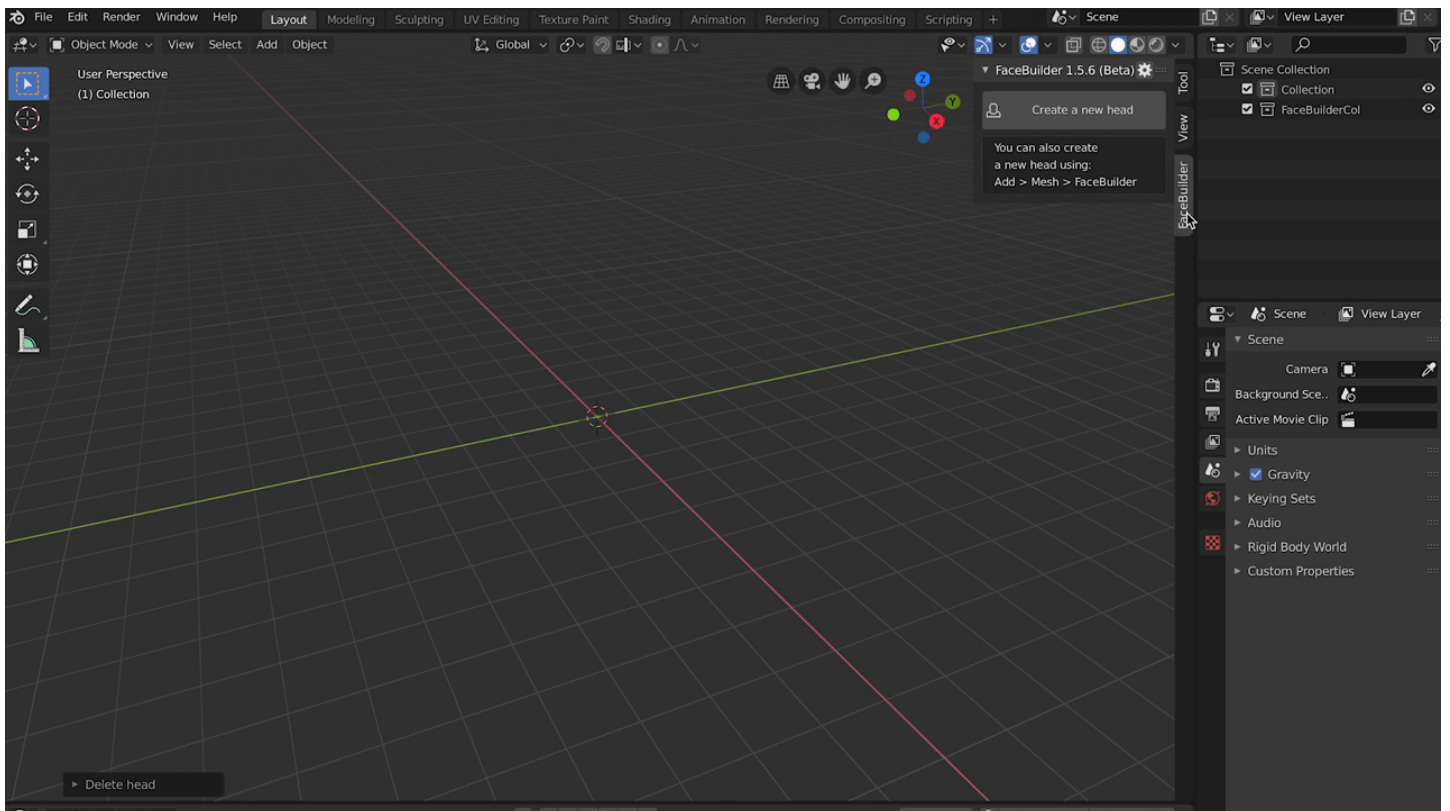 File Edit Render Window Help Layout Modeling Sculpting UV Editing Texture Paint Shading Animation Rendering Compositing Scripting + Scene View Layer
Object Mode View Select Add Object Global
User Perspective
(1) Collection
Z
Y
X
FaceBuilder 1.5.6 (Beta)
Create a new head
You can also create
a new head using:
Add > Mesh > FaceBuilder
Tool
View
FaceBuilder
Scene Collection
Collection
FaceBuilderCol
Scene View Layer
Scene
Camera
Background Sce..
Active Movie Clip
Units
Gravity
Keying Sets
Audio
Rigid Body World
Custom Properties
Delete head